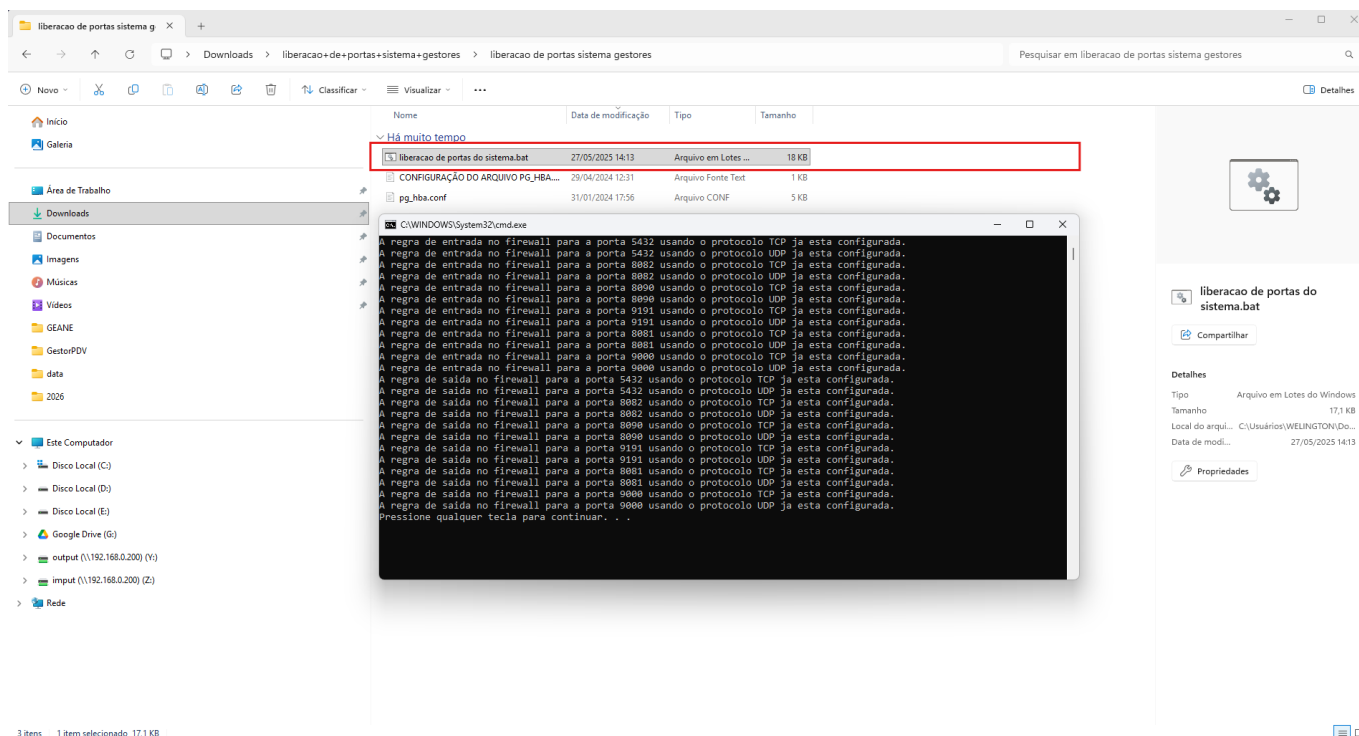 liberacao de portas sistema g
Downloads > liberacao+de+portas+sistema+gestores > liberacao de portas sistema gestores
Pesquisar em liberacao de portas sistema gestores
Novo
Classificar
Visualizar
Detalhes
Início
Galeria
Área de Trabalho
Downloads
Documentos
Imagens
Músicas
Vídeos
GEANE
GestorPDV
data
2026
Este Computador
Disco Local (C:)
Disco Local (D:)
Disco Local (E:)
Google Drive (G:)
output (\\192.168.0.200) (Y:)
imput (\\192.168.0.200) (Z:)
Rede
Nome Data de modificação Tipo Tamanho
Há muito tempo
liberacao de portas do sistema.bat 27/05/2025 14:13 Arquivo em Lotes ... 18 KB
CONFIGURAÇÃO DO ARQUIVO PG_HBA.... 29/04/2024 12:31 Arquivo Fonte Text 1 KB
pg_hba.conf 31/01/2024 17:56 Arquivo CONF 5 KB
C:\WINDOWS\System32\cmd.exe
A regra de entrada no firewall para a porta 5432 usando o protocolo TCP ja esta configurada.
A regra de entrada no firewall para a porta 5432 usando o protocolo UDP ja esta configurada.
A regra de entrada no firewall para a porta 8082 usando o protocolo TCP ja esta configurada.
A regra de entrada no firewall para a porta 8082 usando o protocolo UDP ja esta configurada.
A regra de entrada no firewall para a porta 8090 usando o protocolo TCP ja esta configurada.
A regra de entrada no firewall para a porta 8090 usando o protocolo UDP ja esta configurada.
A regra de entrada no firewall para a porta 9191 usando o protocolo TCP ja esta configurada.
A regra de entrada no firewall para a porta 9191 usando o protocolo UDP ja esta configurada.
A regra de entrada no firewall para a porta 8081 usando o protocolo TCP ja esta configurada.
A regra de entrada no firewall para a porta 8081 usando o protocolo UDP ja esta configurada.
A regra de entrada no firewall para a porta 9000 usando o protocolo TCP ja esta configurada.
A regra de entrada no firewall para a porta 9000 usando o protocolo UDP ja esta configurada.
A regra de saida no firewall para a porta 5432 usando o protocolo TCP ja esta configurada.
A regra de saida no firewall para a porta 5432 usando o protocolo UDP ja esta configurada.
A regra de saida no firewall para a porta 8082 usando o protocolo TCP ja esta configurada.
A regra de saida no firewall para a porta 8082 usando o protocolo UDP ja esta configurada.
A regra de saida no firewall para a porta 8090 usando o protocolo TCP ja esta configurada.
A regra de saida no firewall para a porta 8090 usando o protocolo UDP ja esta configurada.
A regra de saida no firewall para a porta 9191 usando o protocolo TCP ja esta configurada.
A regra de saida no firewall para a porta 9191 usando o protocolo UDP ja esta configurada.
A regra de saida no firewall para a porta 8081 usando o protocolo TCP ja esta configurada.
A regra de saida no firewall para a porta 8081 usando o protocolo UDP ja esta configurada.
A regra de saida no firewall para a porta 9000 usando o protocolo TCP ja esta configurada.
A regra de saida no firewall para a porta 9000 usando o protocolo UDP ja esta configurada.
Pressione qualquer tecla para continuar. . .
liberacao de portas do
sistema.bat
Compartilhar
Detalhes
Tipo Arquivo em Lotes do Windows
Tamanho 17,1 KB
Local do arqui... C:\Usuários\WELINGTON\Do...
Data de modi... 27/05/2025 14:13
Propriedades
3 itens 1 item selecionado 17,1 KB